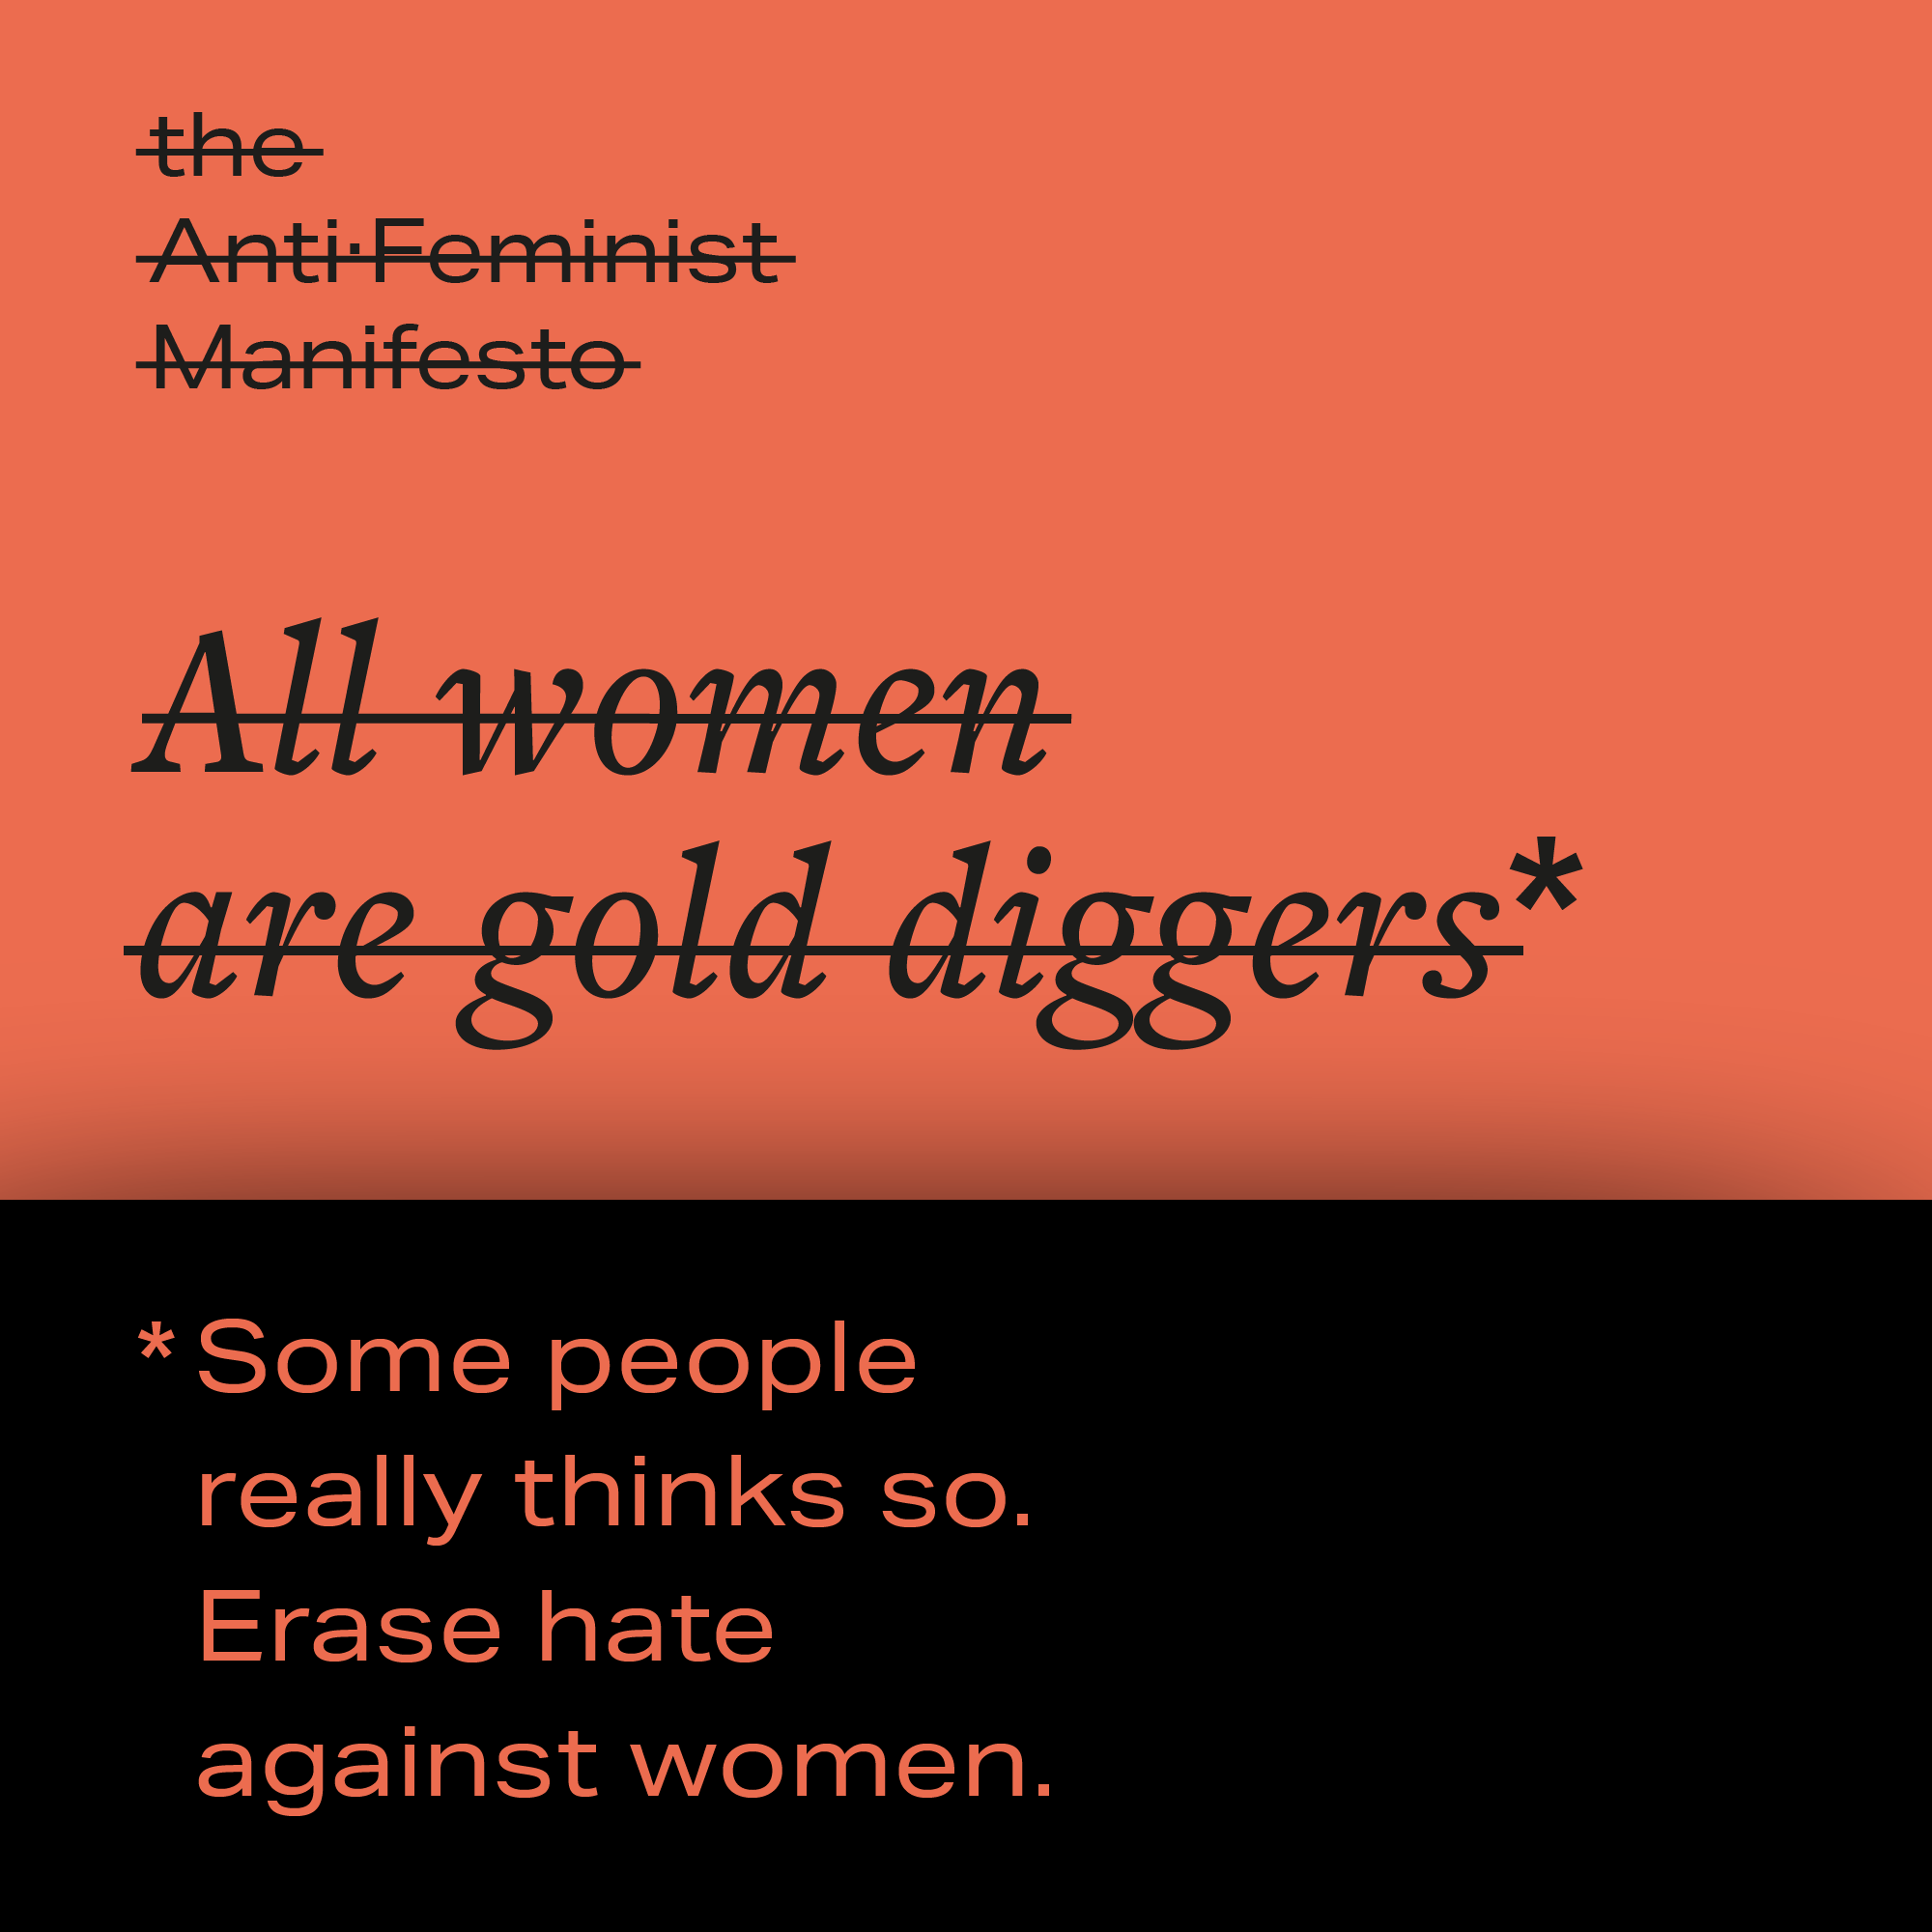 the
Anti·Feminist
Manifesto
All women
are gold diggers*
* Some people
really thinks so.
Erase hate
against women.